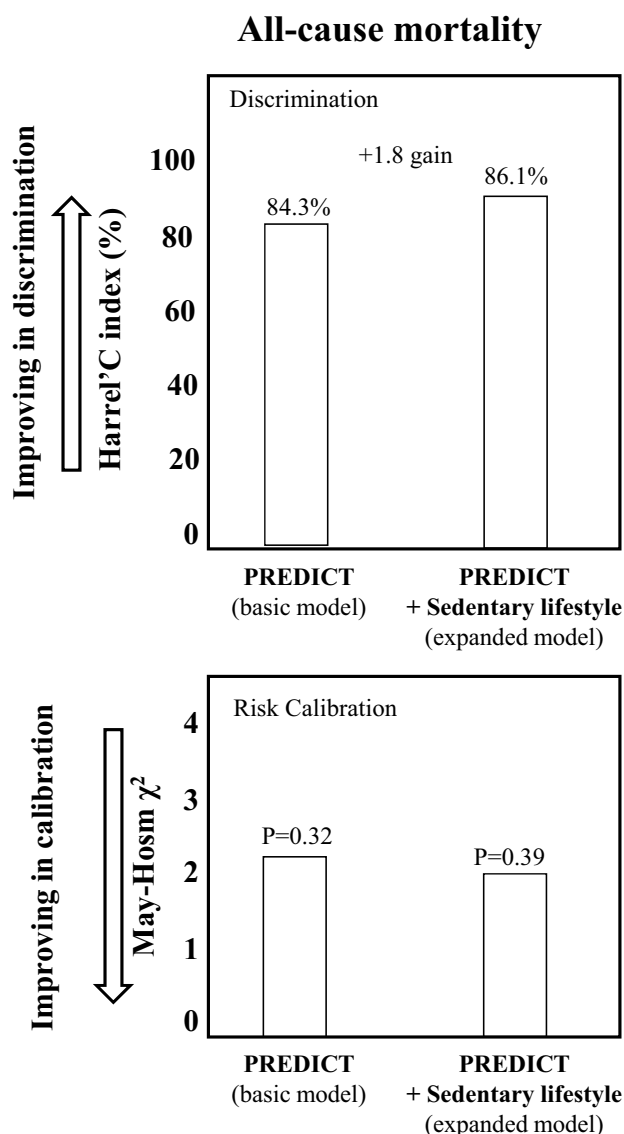 All-cause mortality
Improving in discrimination
Harrel'C index (%)
Discrimination
100
80
60
40
20
0
+1.8 gain
84.3%
86.1%
PREDICT
(basic model)
PREDICT
+ Sedentary lifestyle
(expanded model)
Improving in calibration
May-Hosm χ²
Risk Calibration
4
3
2
1
0
P=0.32
P=0.39
PREDICT
(basic model)
PREDICT
+ Sedentary lifestyle
(expanded model)